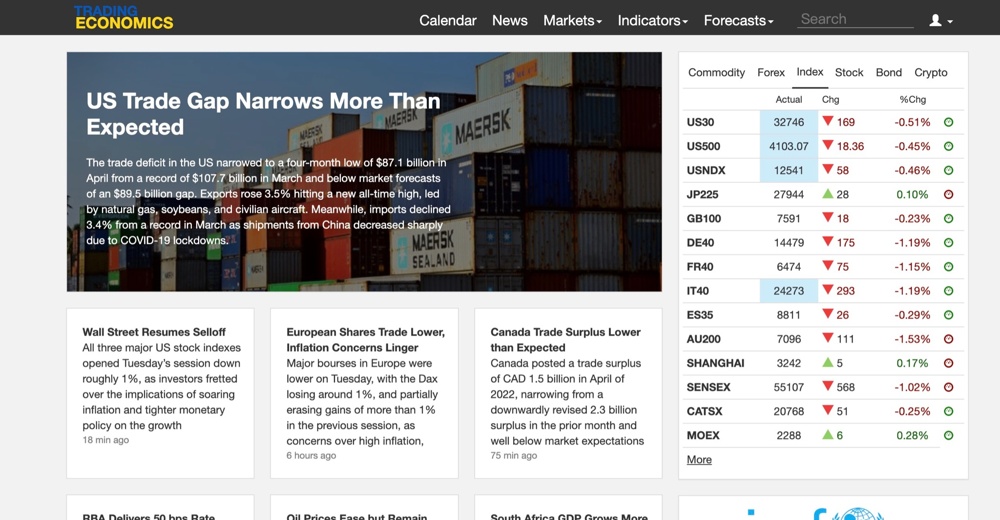 TRADING
ECONOMICS
Calendar News Markets Indicators Forecasts Search
US Trade Gap Narrows More Than
Expected
The trade deficit in the US narrowed to a four-month low of $87.1 billion in
April from a record of $107.7 billion in March and below market forecasts
of an $89.5 billion gap. Exports rose 3.5% hitting a new all-time high, led
by natural gas, soybeans, and civilian aircraft. Meanwhile, imports declined
3.4% from a record in March as shipments from China decreased sharply
due to COVID-19 lockdowns.
MAERSK
SEALAND
MAERSK
MAERSK
MAERSK
SEALAND
Wall Street Resumes Selloff
All three major US stock indexes
opened Tuesday’s session down
roughly 1%, as investors fretted
over the implications of soaring
inflation and tighter monetary
policy on the growth
18 min ago
European Shares Trade Lower,
Inflation Concerns Linger
Major bourses in Europe were
lower on Tuesday, with the Dax
losing around 1%, and partially
erasing gains of more than 1%
in the previous session, as
concerns over high inflation,
6 hours ago
Canada Trade Surplus Lower
than Expected
Canada posted a trade surplus
of CAD 1.5 billion in April of
2022, narrowing from a
downwardly revised 2.3 billion
surplus in the prior month and
well below market expectations
75 min ago
RBA Delivers 50 bps Rate
Oil Prices Ease but Remain
South Africa GDP Grows More
Commodity Forex Index Stock Bond Crypto
Actual Chg %Chg
US30 32746 169 -0.51%
US500 4103.07 18.36 -0.45%
USNDX 12541 58 -0.46%
JP225 27944 28 0.10%
GB100 7591 18 -0.23%
DE40 14479 175 -1.19%
FR40 6474 75 -1.15%
IT40 24273 293 -1.19%
ES35 8811 26 -0.29%
AU200 7096 111 -1.53%
SHANGHAI 3242 5 0.17%
SENSEX 55107 568 -1.02%
CATSX 20768 51 -0.25%
MOEX 2288 6 0.28%
More